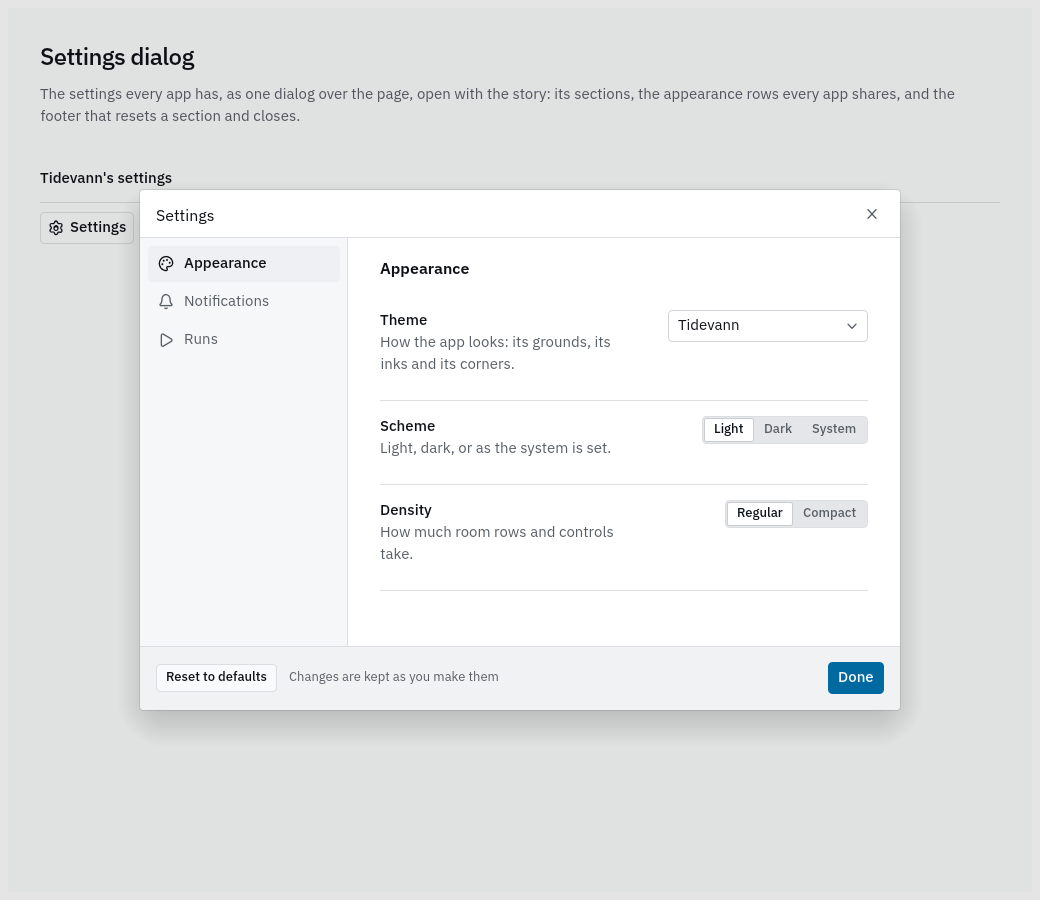 Settings dialog
The settings every app has, as one dialog over the page, open with the story: its sections, the appearance rows every app shares, and the
footer that resets a section and closes.
Tidevann's settings
Settings
Settings
Appearance
Notifications
Runs
Appearance
Theme
How the app looks: its grounds, its
inks and its corners.
Tidevann
Scheme
Light, dark, or as the system is set.
Light Dark System
Density
How much room rows and controls
take.
Regular Compact
Reset to defaults
Changes are kept as you make them
Done